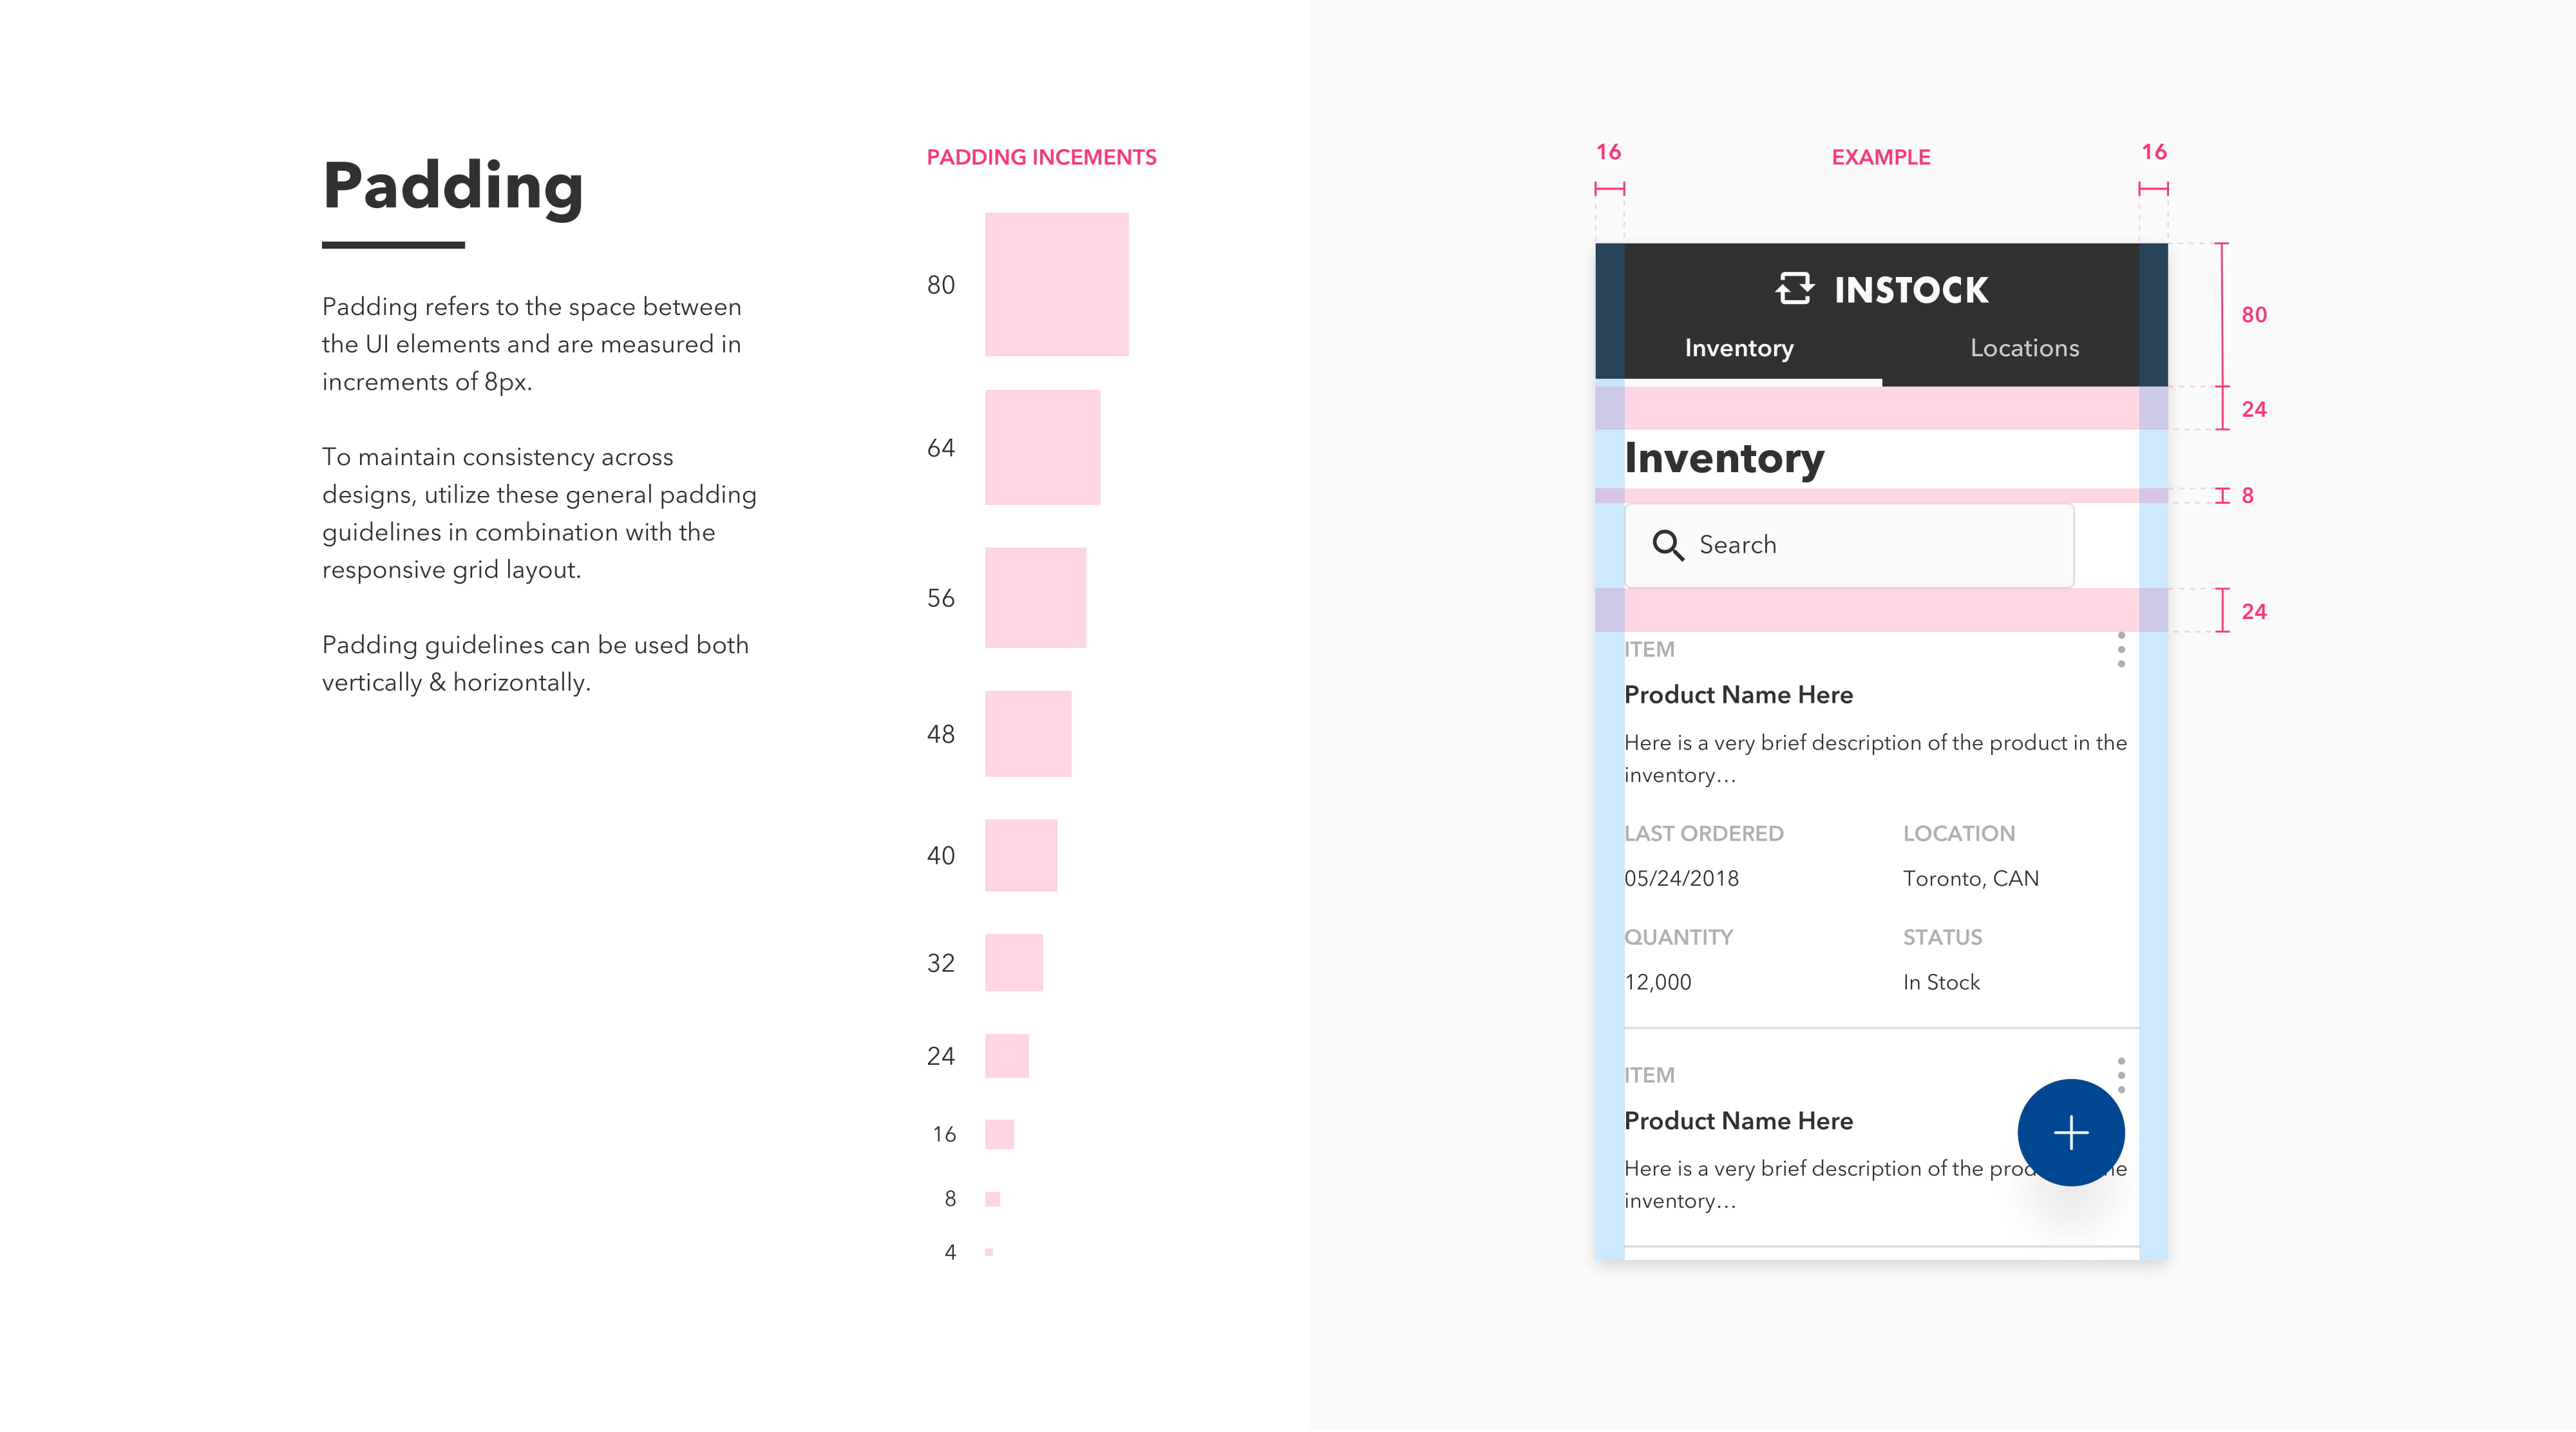 Padding
Padding refers to the space between
the UI elements and are measured in
increments of 8px.
To maintain consistency across
designs, utilize these general padding
guidelines in combination with the
responsive grid layout.
Padding guidelines can be used both
vertically & horizontally.
PADDING INCEMENTS
80
64
56
48
40
32
24
16
8
4
16
EXAMPLE
16
INSTOCK
Inventory
Locations
80
24
Inventory
8
Search
24
ITEM
Product Name Here
Here is a very brief description of the product in the
inventory...
LAST ORDERED
LOCATION
05/24/2018
Toronto, CAN
QUANTITY
STATUS
12,000
In Stock
ITEM
Product Name Here
Here is a very brief description of the
inventory...